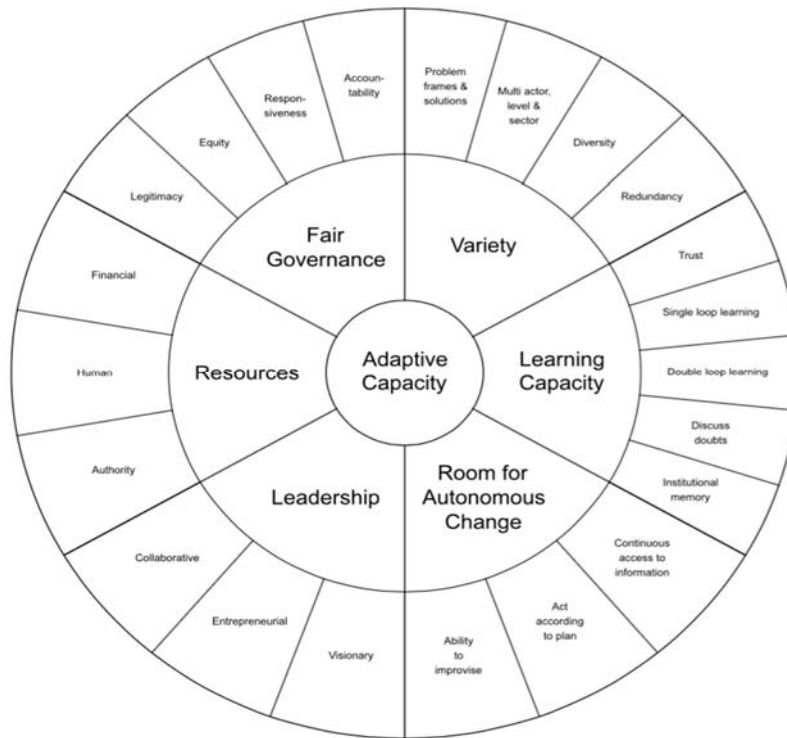 Accoun-
tability
Problem
frames &
solutions
Multi actor,
level &
sector
Diversity
Redundancy
Trust
Single loop learning
Double loop learning
Discuss
doubts
Institutional
memory
Continuous
access to
information
Act
according
to plan
Ability
to
improvise
Visionary
Entrepreneurial
Collaborative
Authority
Human
Financial
Legitimacy
Equity
Respon-
siveness
Fair
Governance
Variety
Learning
Capacity
Room for
Autonomous
Change
Leadership
Resources
Adaptive
Capacity